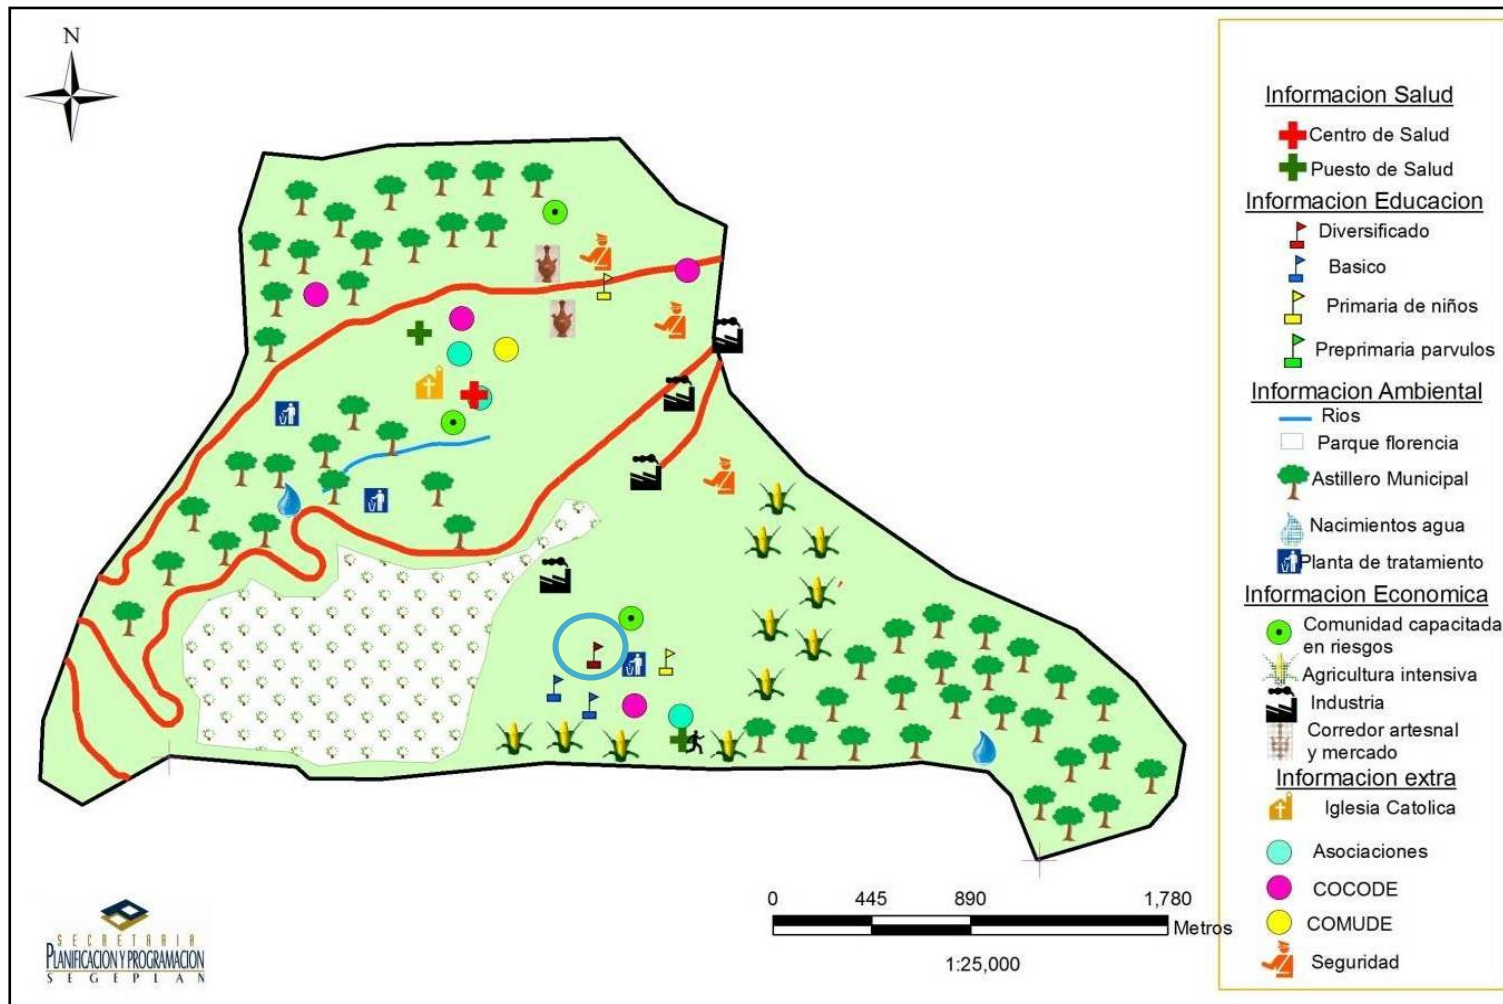 N
Informacion Salud
Centro de Salud
Puesto de Salud
Informacion Educacion
Diversificado
Basico
Primaria de niños
Preprimaria parvulos
Informacion Ambiental
Rios
Parque florencia
Astillero Municipal
Nacimientos agua
Planta de tratamiento
Informacion Economica
Comunidad capacitada
en riesgos
Agricultura intensiva
Industria
Corredor artesnal
y mercado
Informacion extra
Iglesia Catolica
Asociaciones
COCODE
COMUDE
Seguridad
0 445 890 1,780
Metros
1:25,000
SECRETARIA
PLANIFICACION Y PROGRAMACION
SEGEPLAN